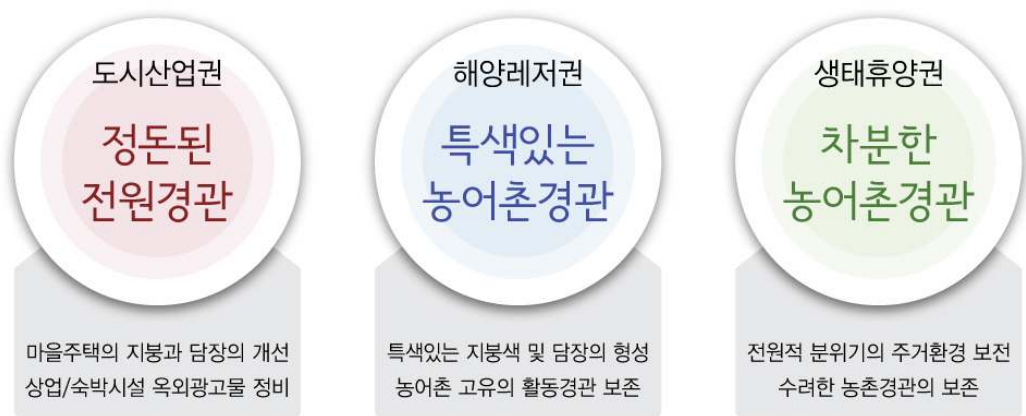 도시산업권
정돈된
전원경관
마을주택의 지붕과 담장의 개선
상업/숙박시설 옥외광고물 정비
해양레저권
특색있는
농어촌경관
특색있는 지붕색 및 담장의 형성
농어촌 고유의 활동경관 보존
생태휴양권
차분한
농어촌경관
전원적 분위기의 주거환경 보전
수려한 농촌경관의 보존